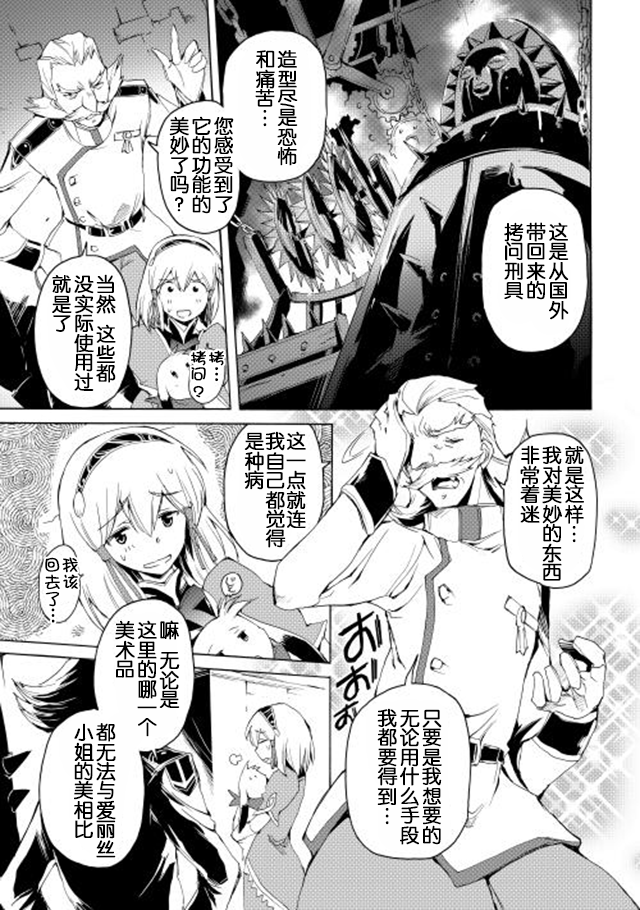 这是从国外
带回来的
拷问刑具
造型尽是恐怖
和痛苦…
您感受到了
它的功能的
美妙了吗?
当然 这些都
没实际使用过
就是了
拷…
拷问?
就是这样…
我对美妙的东西
非常着迷
这一点就连
我自己都觉得
是种病
我该
回去了…
おお
只要是我想要的
无论用什么手段
我都要得到…
嘛 无论是
这里的哪一个
美术品
都无法与爱丽丝
小姐的美相比